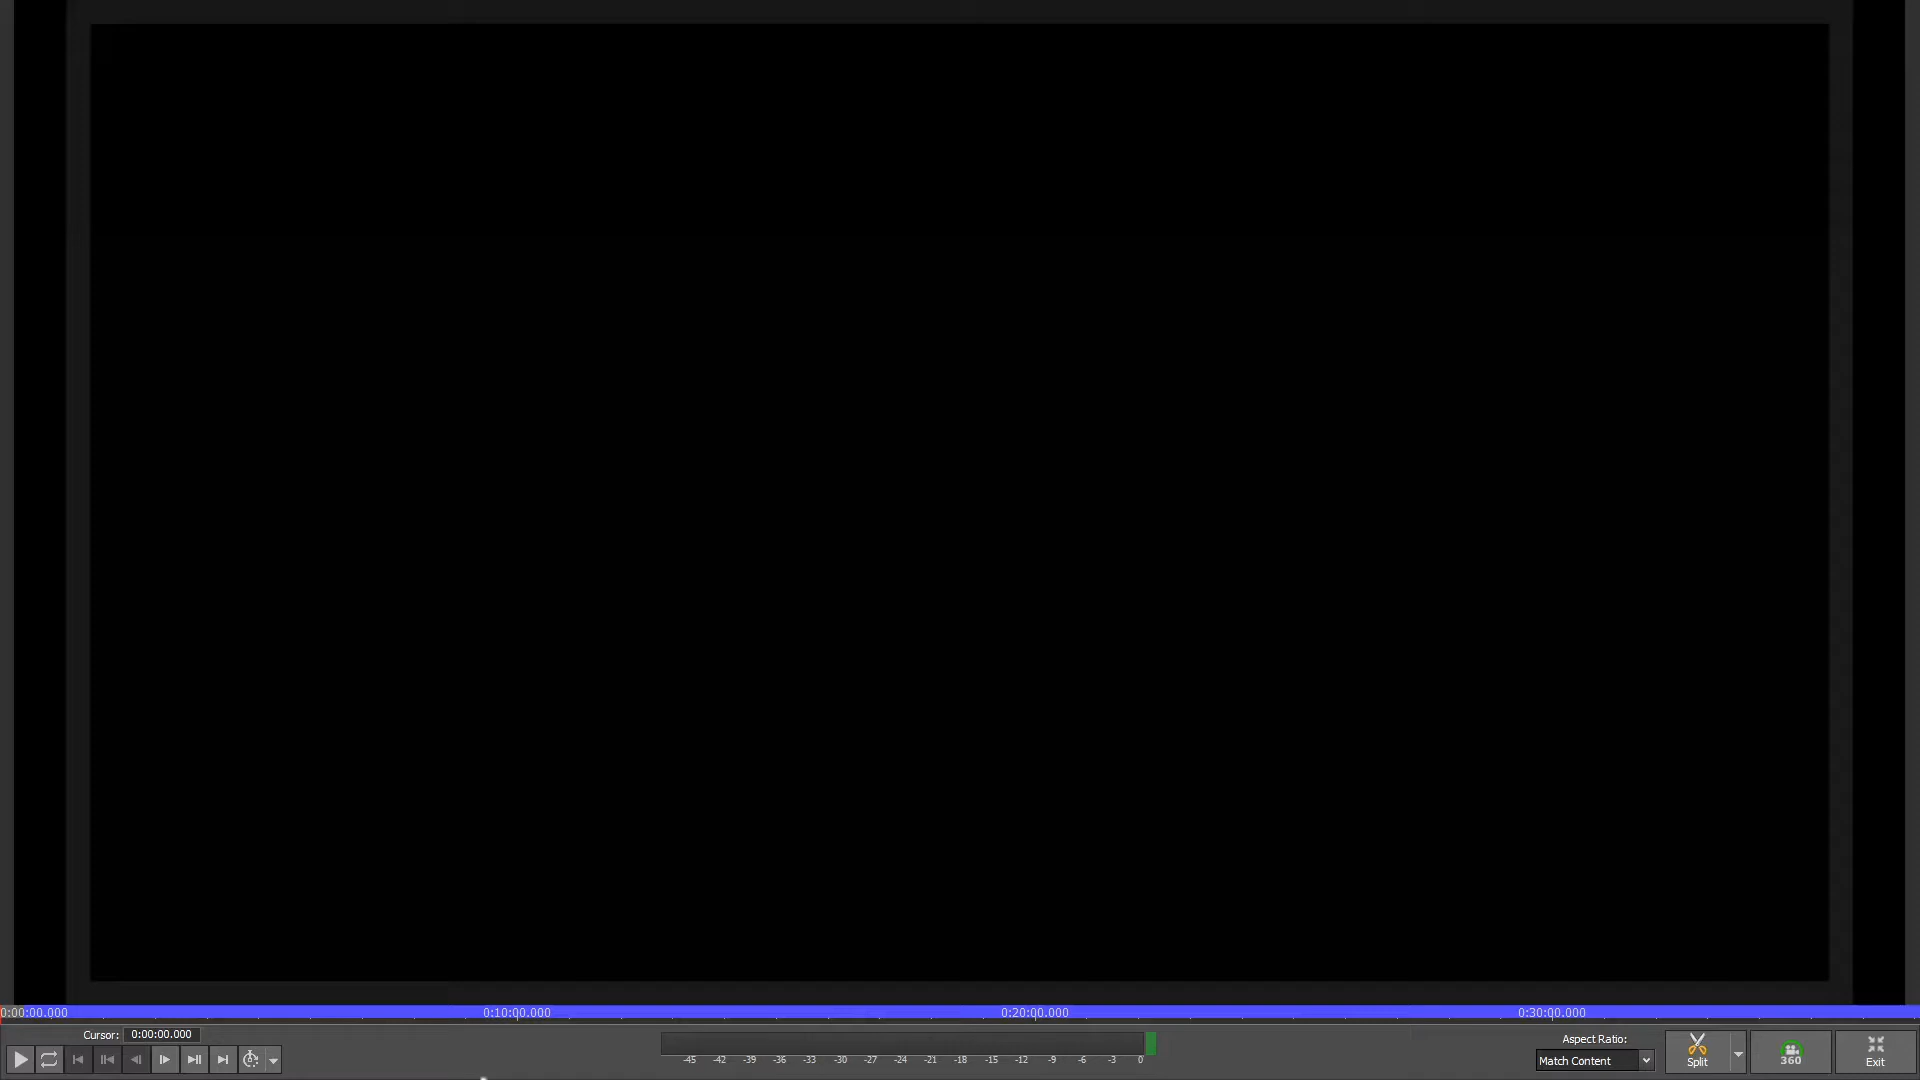 0:00:00.000 0:10:00.000 0:20:00.000 0:30:00.000
Cursor: 0:00:00.000
-45 -42 -39 -36 -33 -30 -27 -24 -21 -18 -15 -12 -9 -6 -3 0
Aspect Ratio:
Match Content
Split
360
Exit